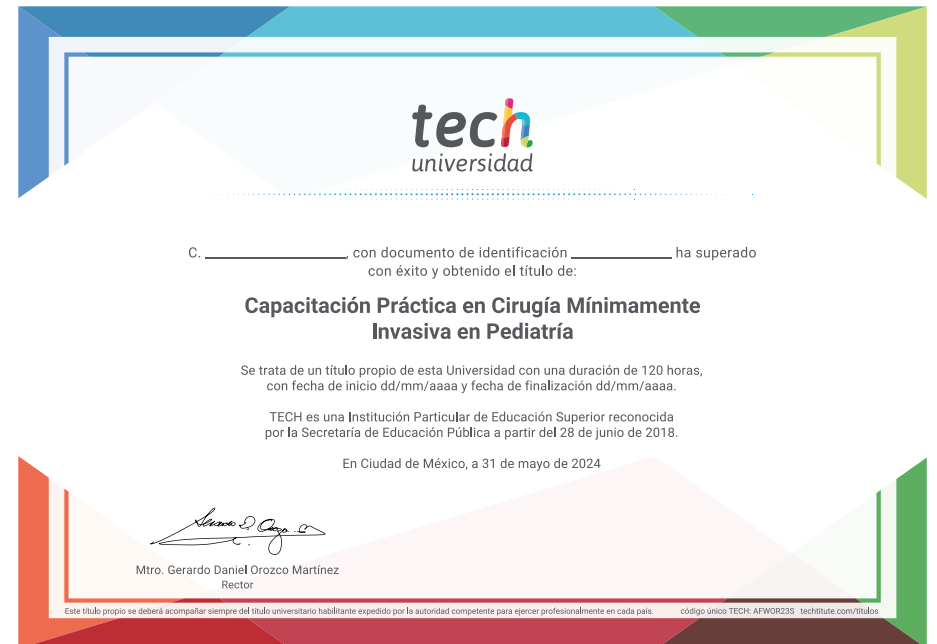 tech
universidad
C. ____________, con documento de identificación ____________ ha superado
con éxito y obtenido el título de:
Capacitación Práctica en Cirugía Mínimamente
Invasiva en Pediatría
Se trata de un título propio de esta Universidad con una duración de 120 horas,
con fecha de inicio dd/mm/aaaa y fecha de finalización dd/mm/aaaa.
TECH es una Institución Particular de Educación Superior reconocida
por la Secretaría de Educación Pública a partir del 28 de junio de 2018.
En Ciudad de México, a 31 de mayo de 2024
Mtro. Gerardo Daniel Orozco Martínez
Rector
Este título propio se deberá acompañar siempre del título universitario habilitante expedido por la autoridad competente para ejercer profesionalmente en cada país. código único TECH: AFWOR23S techtitute.com/titulos